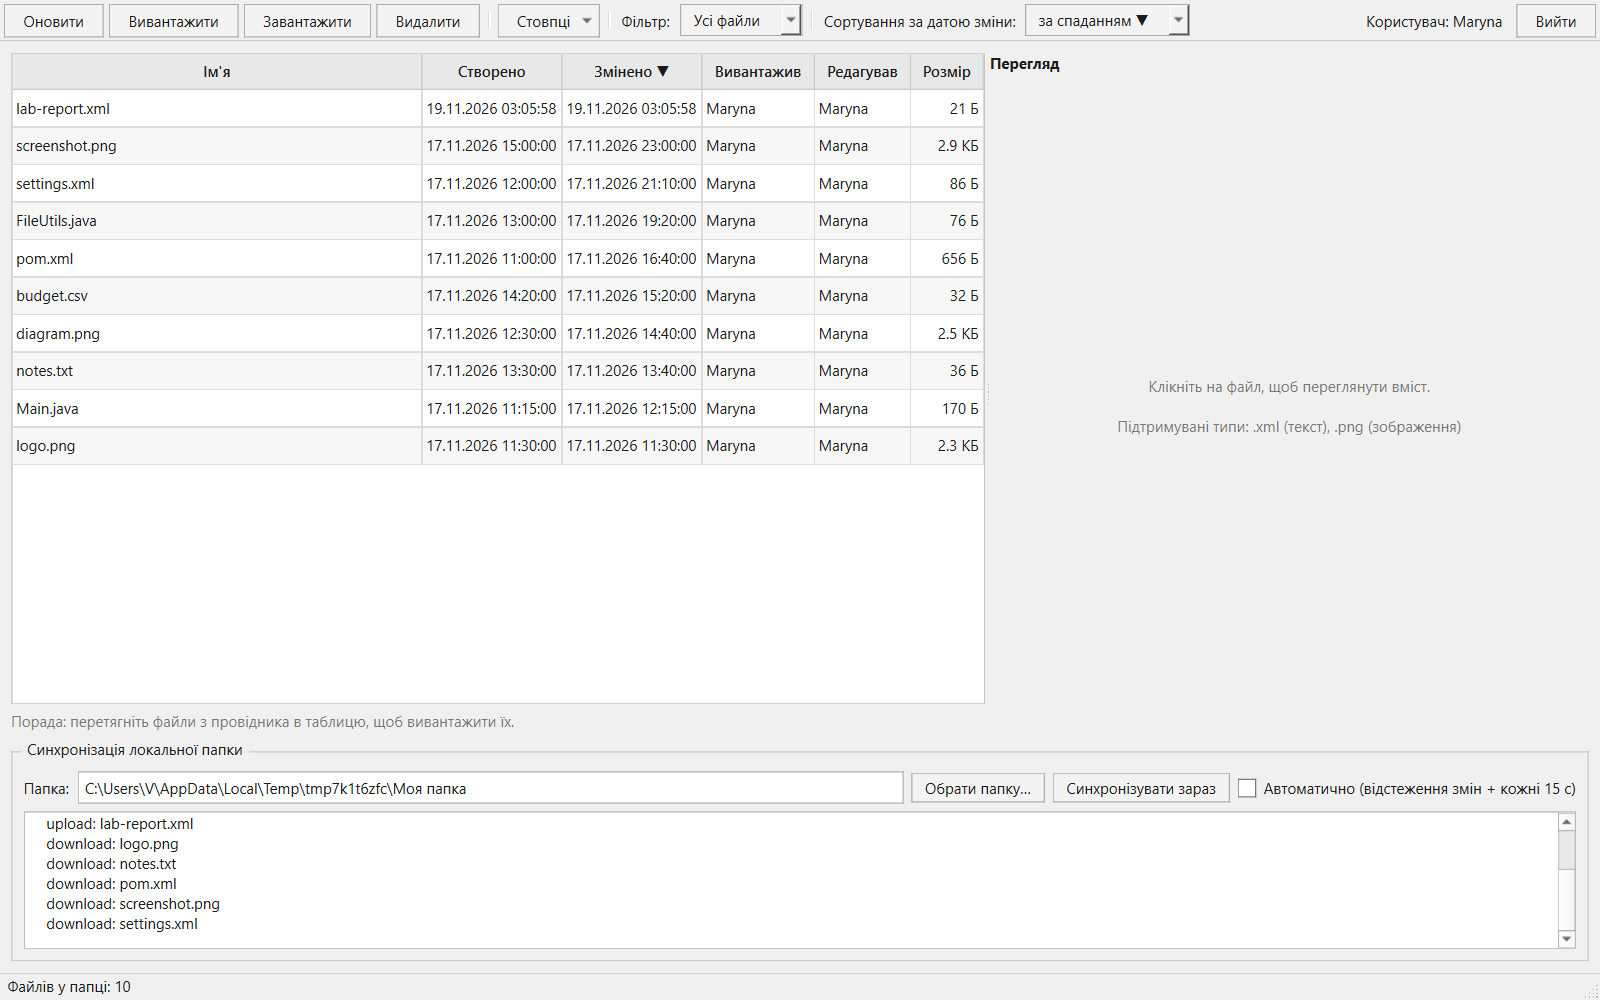 Оновити Вивантажити Завантажити Видалити Стовпці Фільтр: Усі файли Сортування за датою зміни: за спаданням ▼ Користувач: Maryna Вийти
Ім'я Створено Змінено ▼ Вивантажив Редагував Розмір
lab-report.xml 19.11.2026 03:05:58 19.11.2026 03:05:58 Maryna Maryna 21 Б
screenshot.png 17.11.2026 15:00:00 17.11.2026 23:00:00 Maryna Maryna 2.9 КБ
settings.xml 17.11.2026 12:00:00 17.11.2026 21:10:00 Maryna Maryna 86 Б
FileUtils.java 17.11.2026 13:00:00 17.11.2026 19:20:00 Maryna Maryna 76 Б
pom.xml 17.11.2026 11:00:00 17.11.2026 16:40:00 Maryna Maryna 656 Б
budget.csv 17.11.2026 14:20:00 17.11.2026 15:20:00 Maryna Maryna 32 Б
diagram.png 17.11.2026 12:30:00 17.11.2026 14:40:00 Maryna Maryna 2.5 КБ
notes.txt 17.11.2026 13:30:00 17.11.2026 13:40:00 Maryna Maryna 36 Б
Main.java 17.11.2026 11:15:00 17.11.2026 12:15:00 Maryna Maryna 170 Б
logo.png 17.11.2026 11:30:00 17.11.2026 11:30:00 Maryna Maryna 2.3 КБ
Перегляд
Клікніть на файл, щоб переглянути вміст.
Підтримувані типи: .xml (текст), .png (зображення)
Порада: перетягніть файли з провідника в таблицю, щоб вивантажити їх.
Синхронізація локальної папки
Папка: C:\Users\V\AppData\Local\Temp\tmp7k1t6zfc\Моя папка Обрати папку... Синхронізувати зараз Автоматично (відстеження змін + кожні 15 с)
upload: lab-report.xml
download: logo.png
download: notes.txt
download: pom.xml
download: screenshot.png
download: settings.xml
Файлів у папці: 10